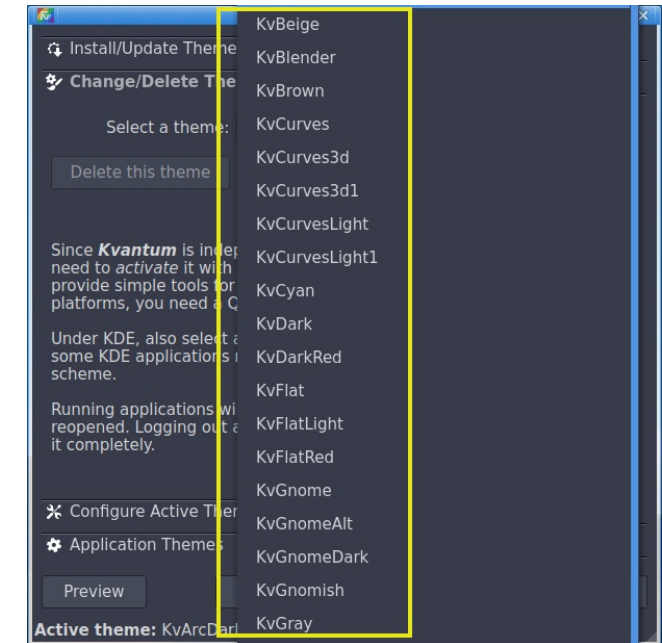 Install/Update Theme
Change/Delete The
Select a theme:
Delete this theme
Since Kvantum is indep
need to activate it with
provide simple tools for
platforms, you need a Q
Under KDE, also select a
some KDE applications
scheme.
Running applications wi
reopened. Logging out a
it completely.
Configure Active Ther
Application Themes
Preview
Active theme: KvArcDar
KvBeige
KvBlender
KvBrown
KvCurves
KvCurves3d
KvCurves3d1
KvCurvesLight
KvCurvesLight1
KvCyan
KvDark
KvDarkRed
KvFlat
KvFlatLight
KvFlatRed
KvGnome
KvGnomeAlt
KvGnomeDark
KvGnomish
KvGray